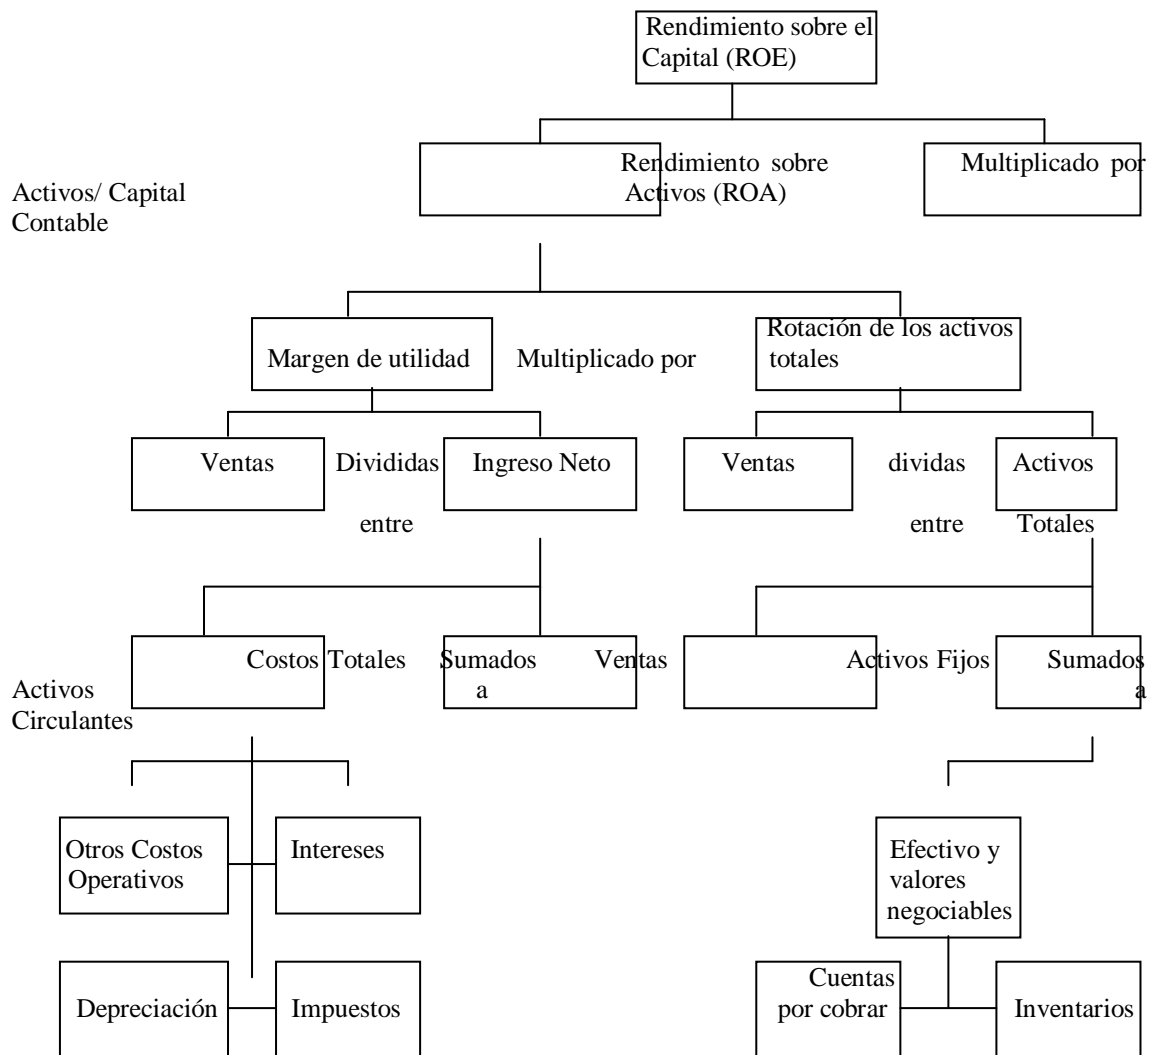 Rendimiento sobre el
Capital (ROE)
Rendimiento sobre Multiplicado por
Activos/ Capital Activos (ROA)
Contable
Rotación de los activos
Margen de utilidad Multiplicado por totales
Ventas Divididas Ingreso Neto Ventas dividas Activos
entre entre Totales
Costos Totales Sumados Ventas Activos Fijos Sumados
Activos a a
Circulantes
Otros Costos Intereses Efectivo y
Operativos valores
negociables
Cuentas
Depreciación Impuestos por cobrar Inventarios